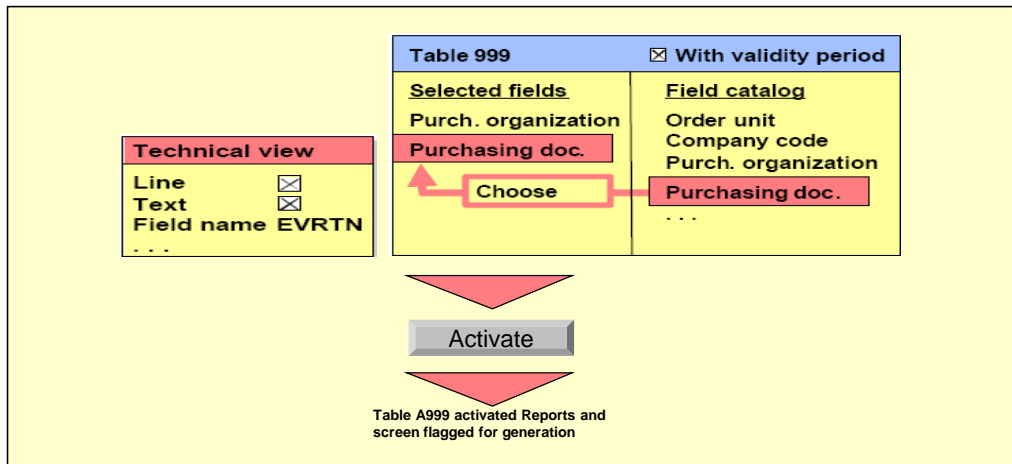 Table 999
With validity period
Selected fields
Purch. organization
Purchasing doc.
Field catalog
Order unit
Company code
Purch. organization
Purchasing doc.
. . .
Choose
Technical view
Line
Text
Field name EVRTN
. . .
Activate
Table A999 activated Reports and
screen flagged for generation